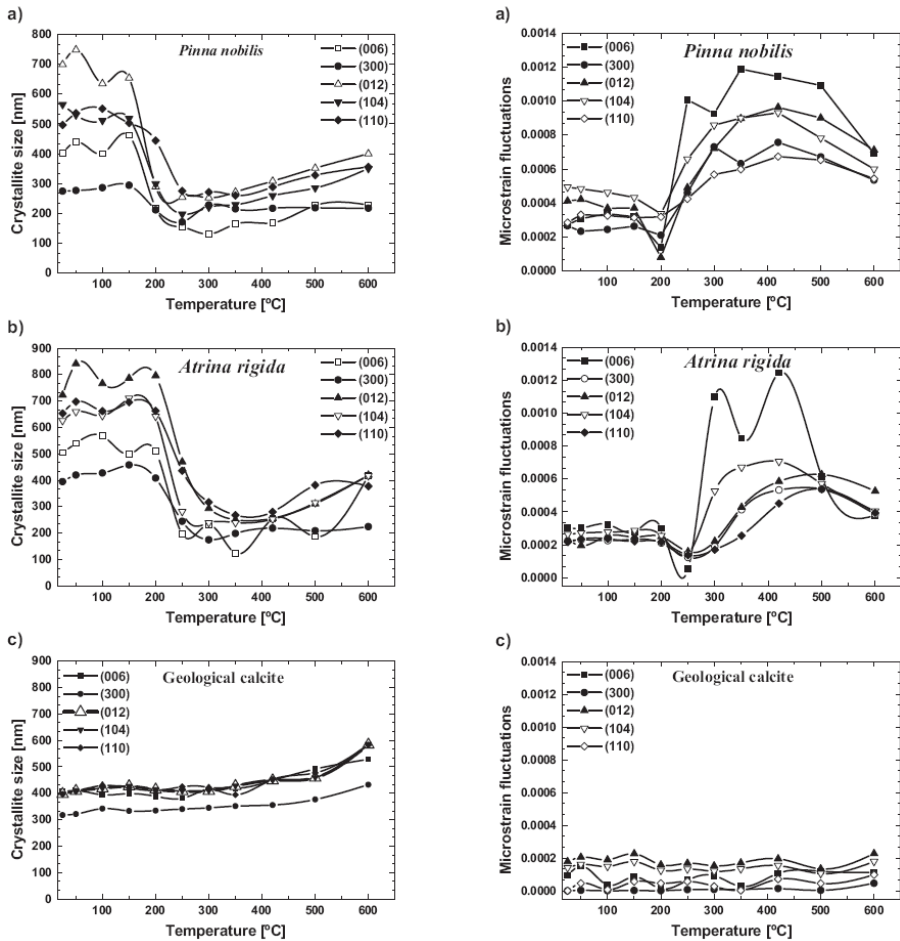 a)
Pinna nobilis
(006)
(300)
(012)
(104)
(110)
Crystallite size [nm]
800
700
600
500
400
300
200
100
0
100 200 300 400 500 600
Temperature [ºC]
b)
Atrina rigida
(006)
(300)
(012)
(104)
(110)
Crystallite size [nm]
900
800
700
600
500
400
300
200
100
0
100 200 300 400 500 600
Temperature [ºC]
c)
Geological calcite
(006)
(300)
(012)
(104)
(110)
Crystallite size [nm]
900
800
700
600
500
400
300
200
100
0
100 200 300 400 500 600
Temperature [ºC]
a)
Pinna nobilis
(006)
(300)
(012)
(104)
(110)
Microstrain fluctuations
0.0014
0.0012
0.0010
0.0008
0.0006
0.0004
0.0002
0.0000
100 200 300 400 500 600
Temperature [ºC]
b)
Atrina rigida
(006)
(300)
(012)
(104)
(110)
Microstrain fluctuations
0.0014
0.0012
0.0010
0.0008
0.0006
0.0004
0.0002
0.0000
100 200 300 400 500 600
Temperature [ºC]
c)
Geological calcite
(006)
(300)
(012)
(104)
(110)
Microstrain fluctuations
0.0014
0.0012
0.0010
0.0008
0.0006
0.0004
0.0002
0.0000
100 200 300 400 500 600
Temperature [ºC]